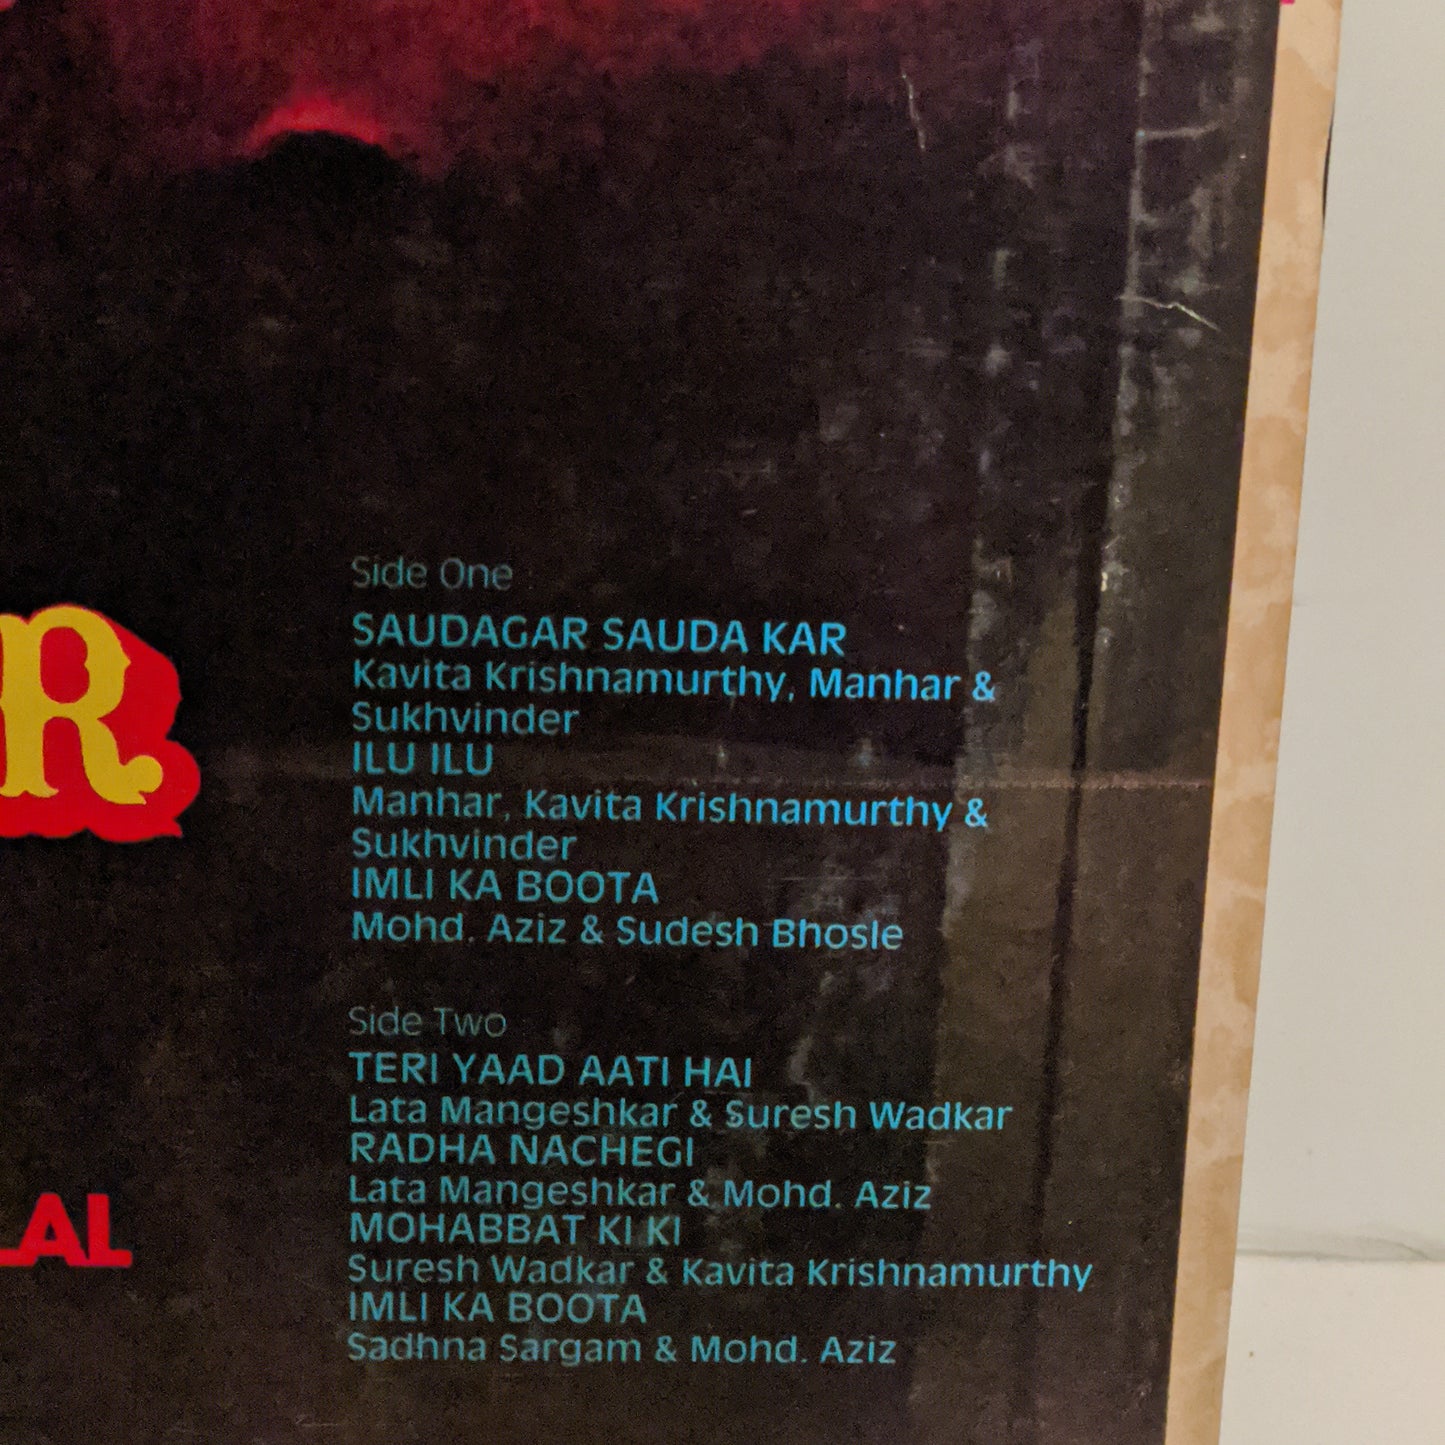 R
LAL
Side One
SAUDAGAR SAUDA KAR
Kavita Krishnamurthy, Manhar &
Sukhvinder
ILU ILU
Manhar, Kavita Krishnamurthy &
Sukhvinder
IMLI KA BOOTA
Mohd. Aziz & Sudesh Bhosle
Side Two
TERI YAAD AATI HAI
Lata Mangeshkar & Suresh Wadkar
RADHA NACHEGI
Lata Mangeshkar & Mohd. Aziz
MOHABBAT KI KI
Suresh Wadkar & Kavita Krishnamurthy
IMLI KA BOOTA
Sadhna Sargam & Mohd. Aziz